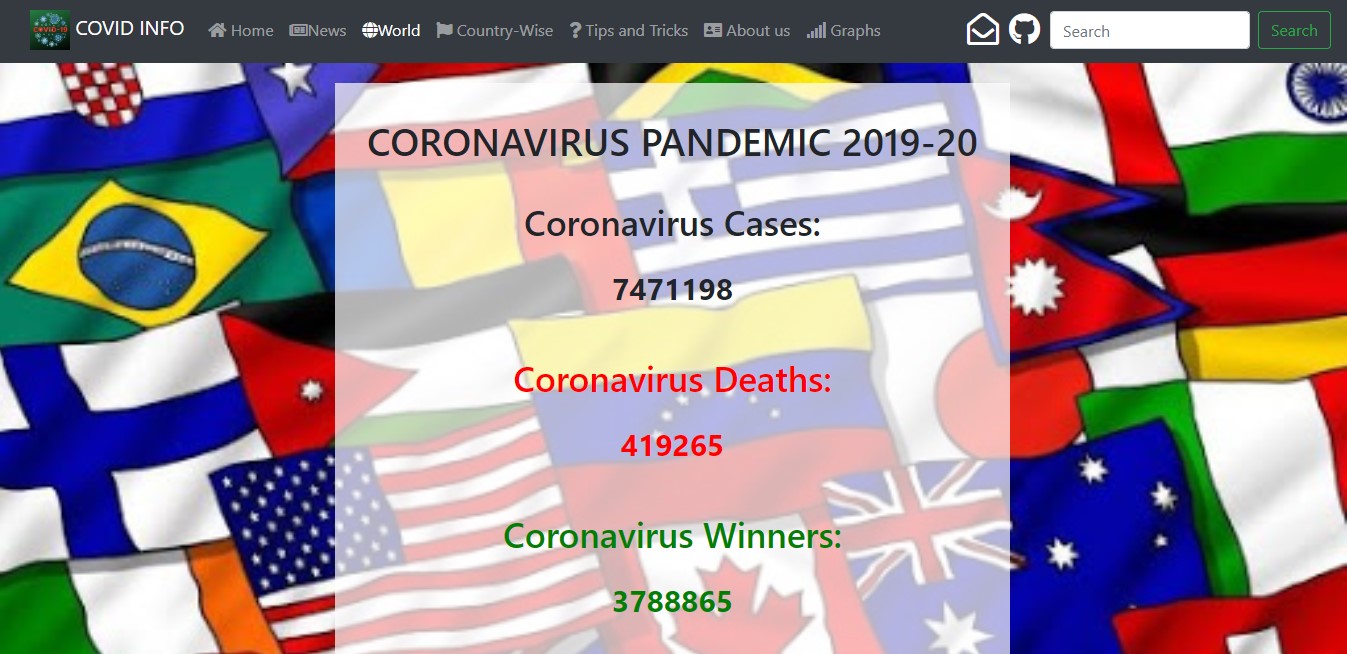 COVID-19
COVID INFO
Home
News
World
Country-Wise
Tips and Tricks
About us
Graphs
Search
Search
CORONAVIRUS PANDEMIC 2019-20
Coronavirus Cases:
7471198
Coronavirus Deaths:
419265
Coronavirus Winners:
3788865